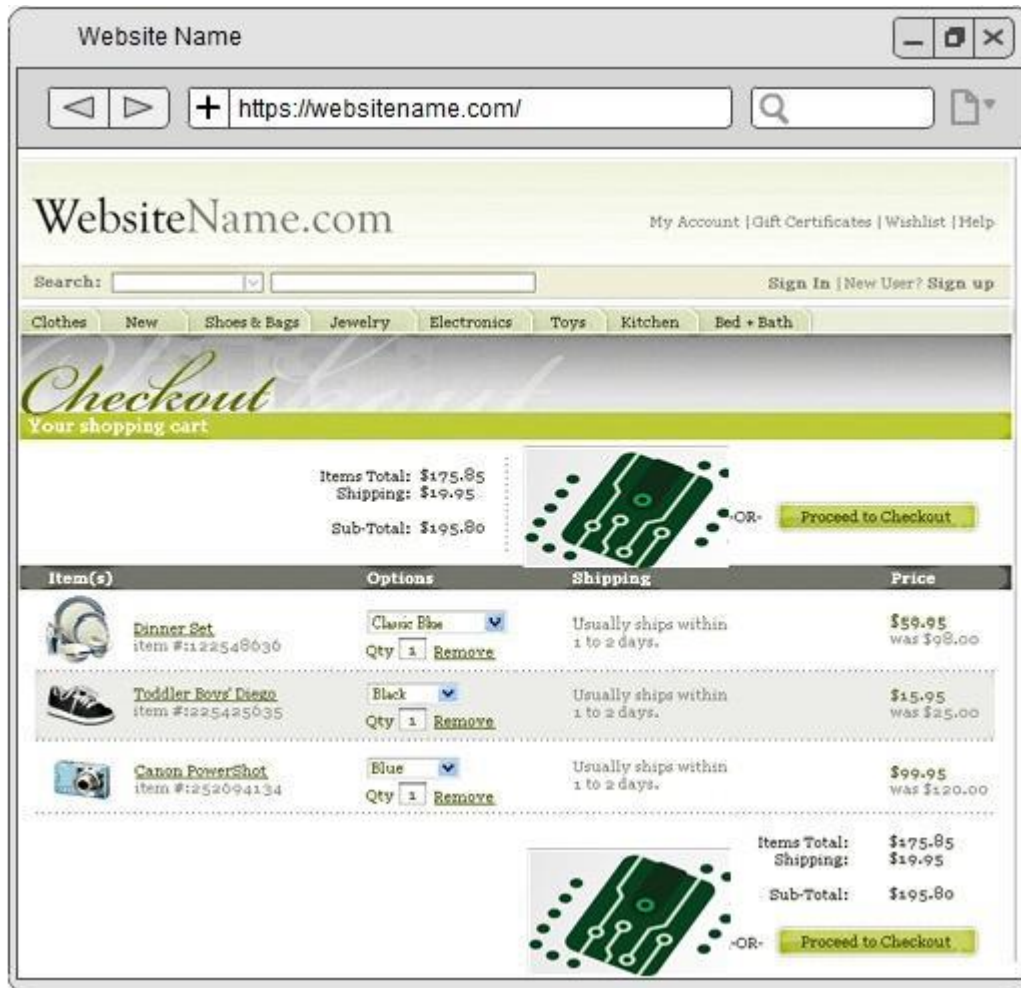 Website Name
https://websitename.com/
WebsiteName.com
My Account | Gift Certificates | Wishlist | Help
Search:
Sign In | New User? Sign up
Clothes New Shoes & Bags Jewelry Electronics Toys Kitchen Bed + Bath
Checkout
Your shopping cart
Items Total: $175.85
Shipping: $19.95
Sub-Total: $195.80
-OR- Proceed to Checkout
Item(s) Options Shipping Price
Dinner Set
item #:122548636
Classic Blue
Qty 1 Remove
Usually ships within
1 to 2 days.
$59.95
was $98.00
Toddler Boys' Diego
item #:225425635
Black
Qty 1 Remove
Usually ships within
1 to 2 days.
$15.95
was $25.00
Canon PowerShot
item #:252094134
Blue
Qty 1 Remove
Usually ships within
1 to 2 days.
$99.95
was $120.00
Items Total: $175.85
Shipping: $19.95
Sub-Total: $195.80
-OR- Proceed to Checkout